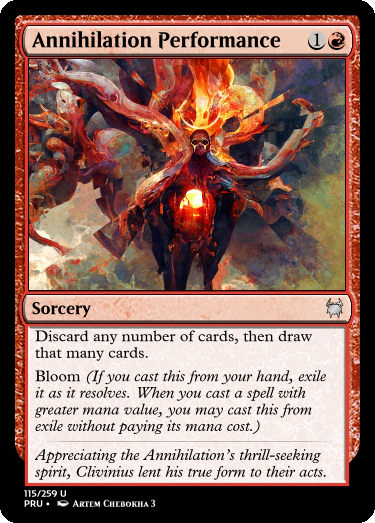 Annihilation Performance 1
Sorcery
Discard any number of cards, then draw
that many cards.
Bloom (If you cast this from your hand, exile
it as it resolves. When you cast a spell with
greater mana value, you may cast this from
exile without paying its mana cost.)
Appreciating the Annihilation's thrill-seeking
spirit, Clivinius lent his true form to their acts.
115/259 U
PRU • Artem Chebokha 3